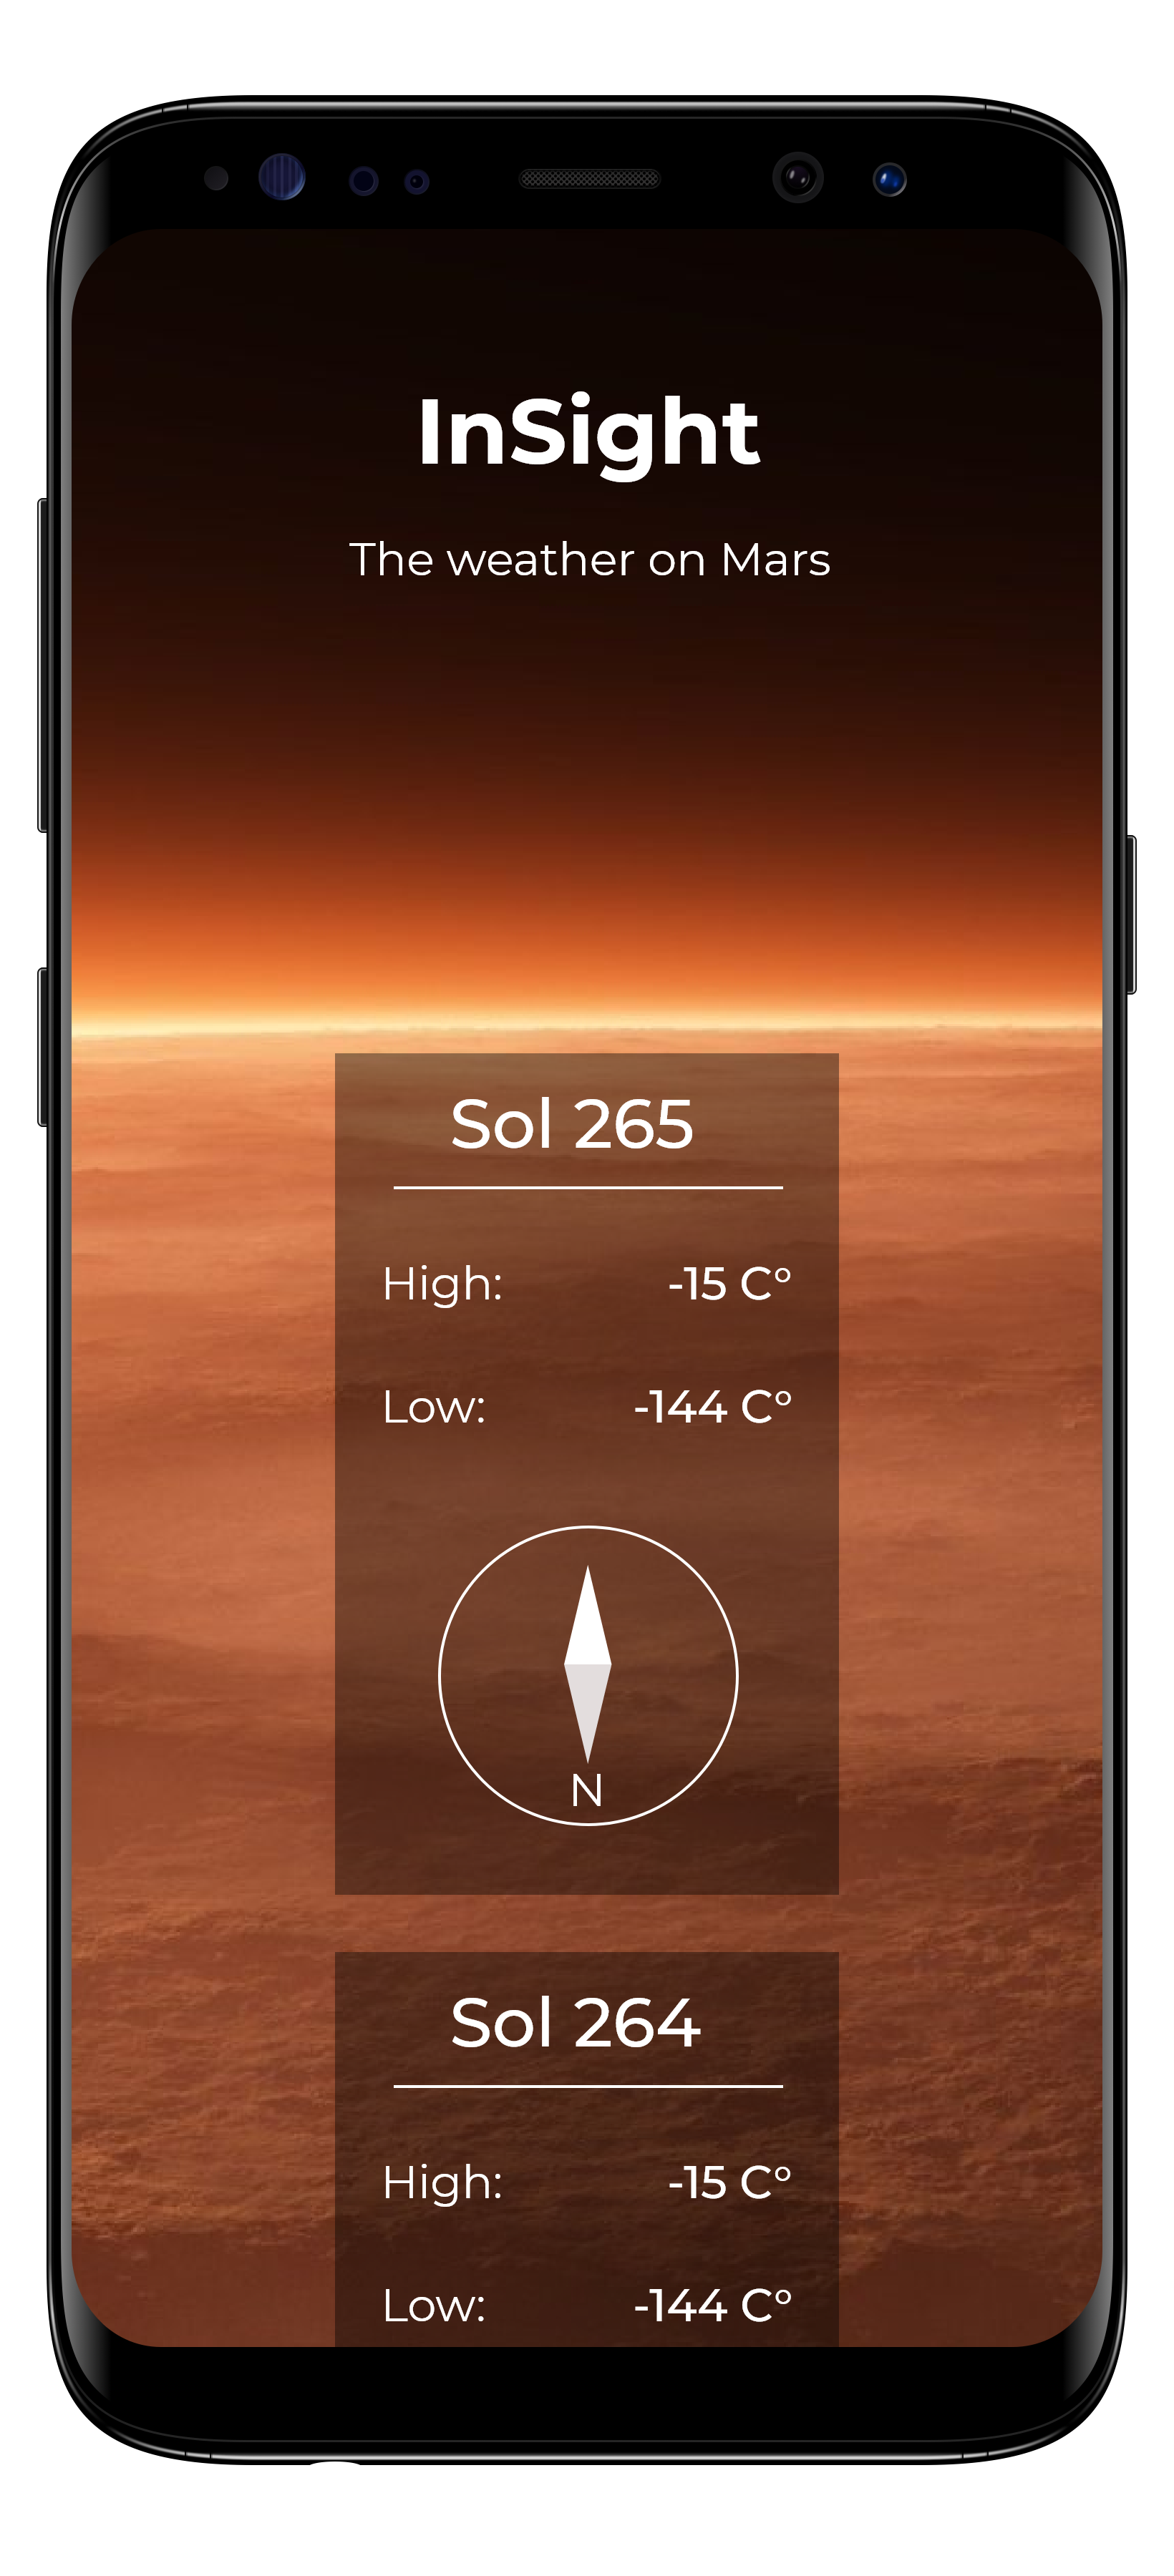 InSight
The weather on Mars
Sol 265
High: -15 C°
Low: -144 C°
N
Sol 264
High: -15 C°
Low: -144 C°